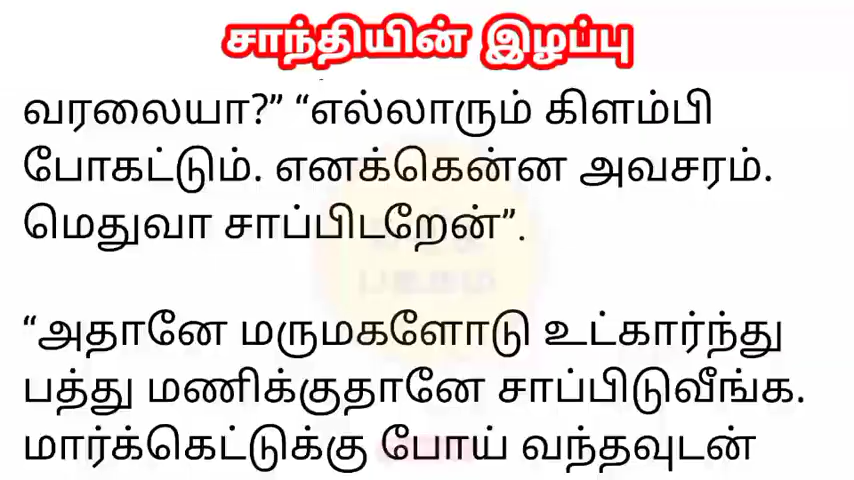 சாந்தியின் இழப்பு
வரலையா?” “எல்லாரும் கிளம்பி
போகட்டும். எனக்கென்ன அவசரம்.
மெதுவா சாப்பிடறேன்”.
“அதானே மருமகளோடு உட்கார்ந்து
பத்து மணிக்குதானே சாப்பிடுவீங்க.
மார்க்கெட்டுக்கு போய் வந்தவுடன்